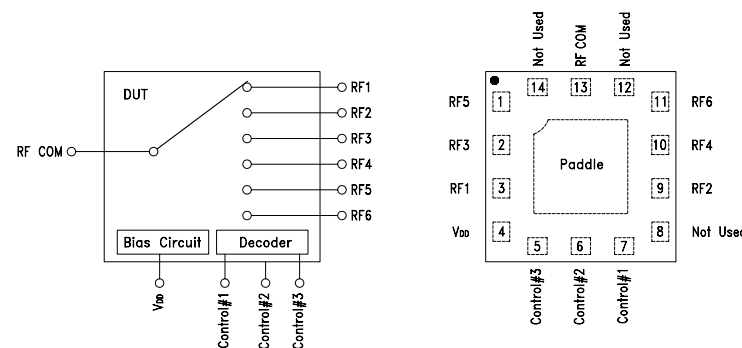 DUT
RF COM
RF1
RF2
RF3
RF4
RF5
RF6
Bias Circuit
Decoder
VDD
Control#1
Control#2
Control#3
Not Used
RF COM
Not Used
14
13
12
RF5
1
11
RF6
RF3
2
Paddle
10
RF4
RF1
3
9
RF2
VDD
4
8
Not Used
5
6
7
Control#3
Control#2
Control#1